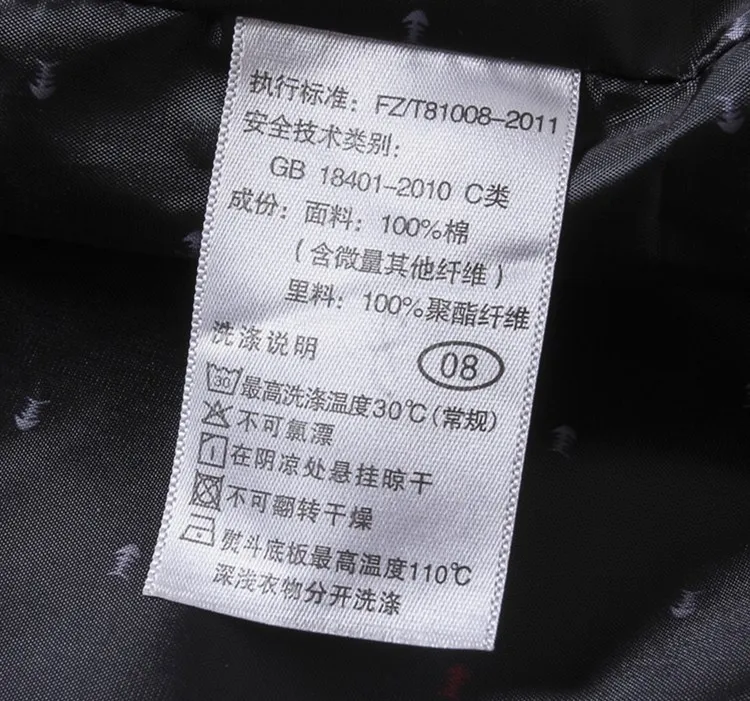 执行标准：FZ/T81008-2011
安全技术类别：
GB 18401-2010 C类
成份：面料：100%棉
（含微量其他纤维）
里料：100%聚酯纤维
洗涤说明 08
30 最高洗涤温度30℃(常规)
不可氯漂
在阴凉处悬挂晾干
不可翻转干燥
熨斗底板最高温度110℃
深浅衣物分开洗涤